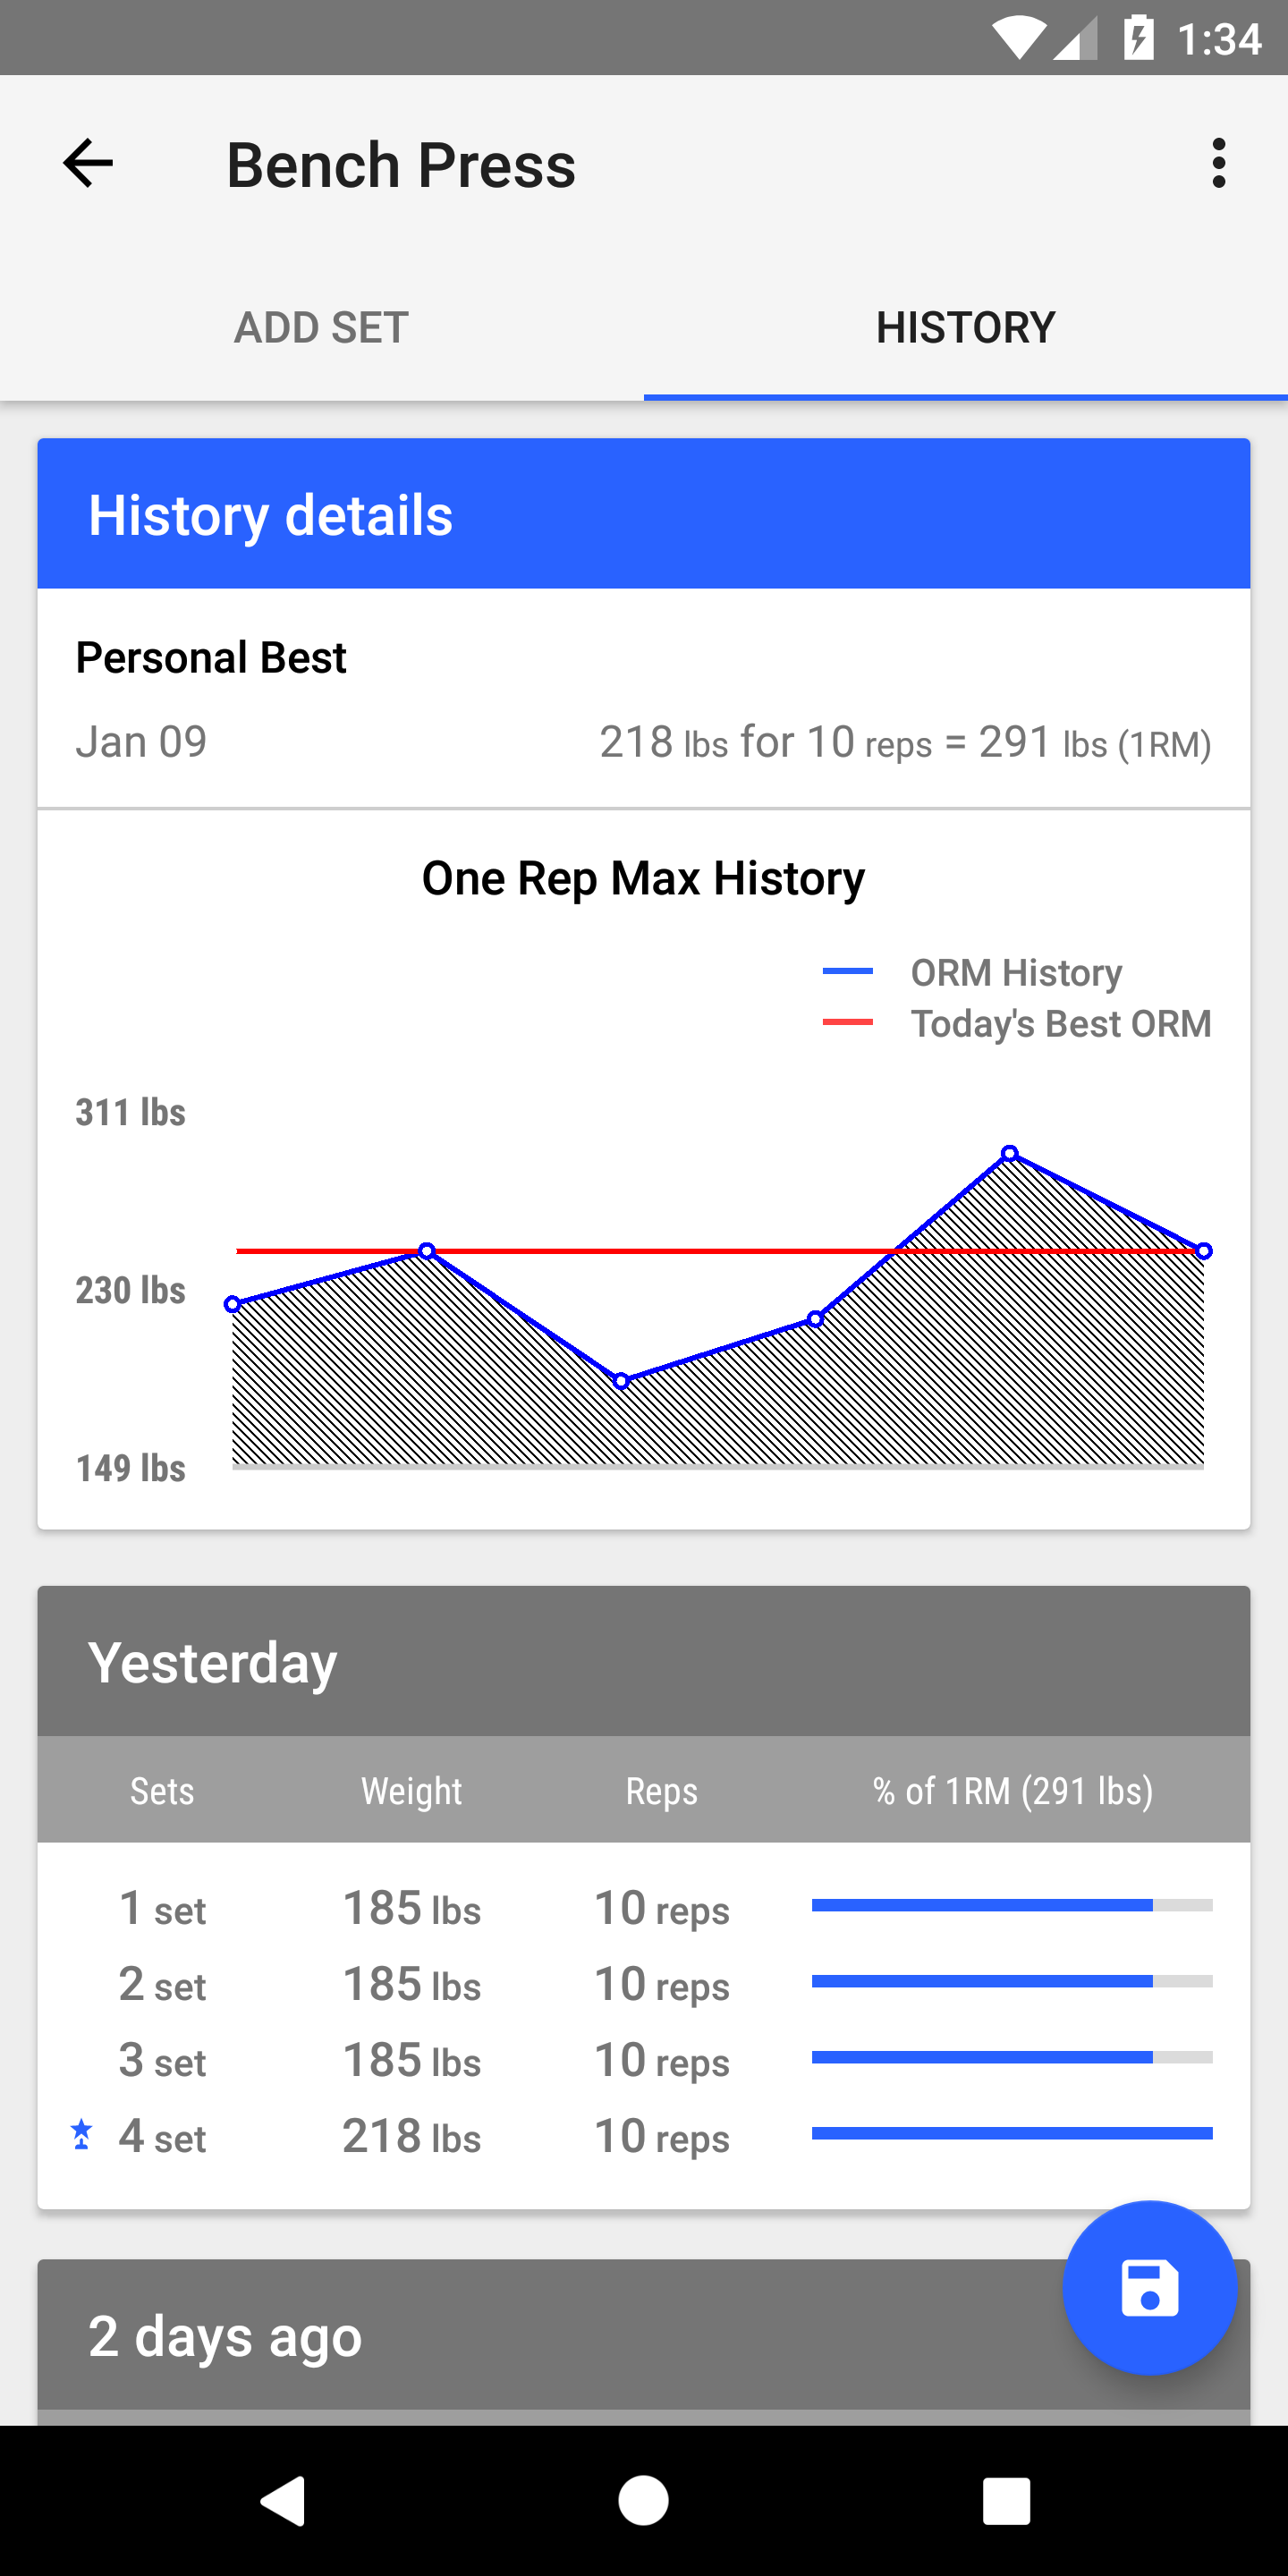 1:34
Bench Press
ADD SET HISTORY
History details
Personal Best
Jan 09 218 lbs for 10 reps = 291 lbs (1RM)
One Rep Max History
ORM History
Today's Best ORM
311 lbs
230 lbs
149 lbs
Yesterday
Sets Weight Reps % of 1RM (291 lbs)
1 set 185 lbs 10 reps
2 set 185 lbs 10 reps
3 set 185 lbs 10 reps
4 set 218 lbs 10 reps
2 days ago